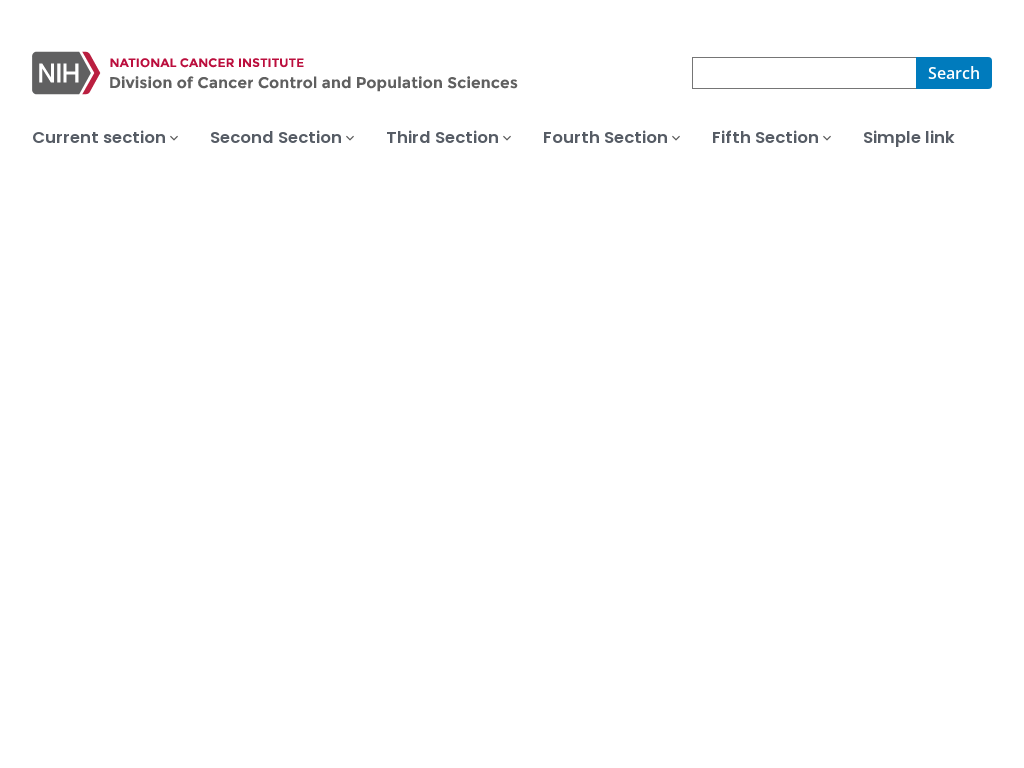 NIH
NATIONAL CANCER INSTITUTE
Division of Cancer Control and Population Sciences
Search
Current section Second Section Third Section Fourth Section Fifth Section Simple link